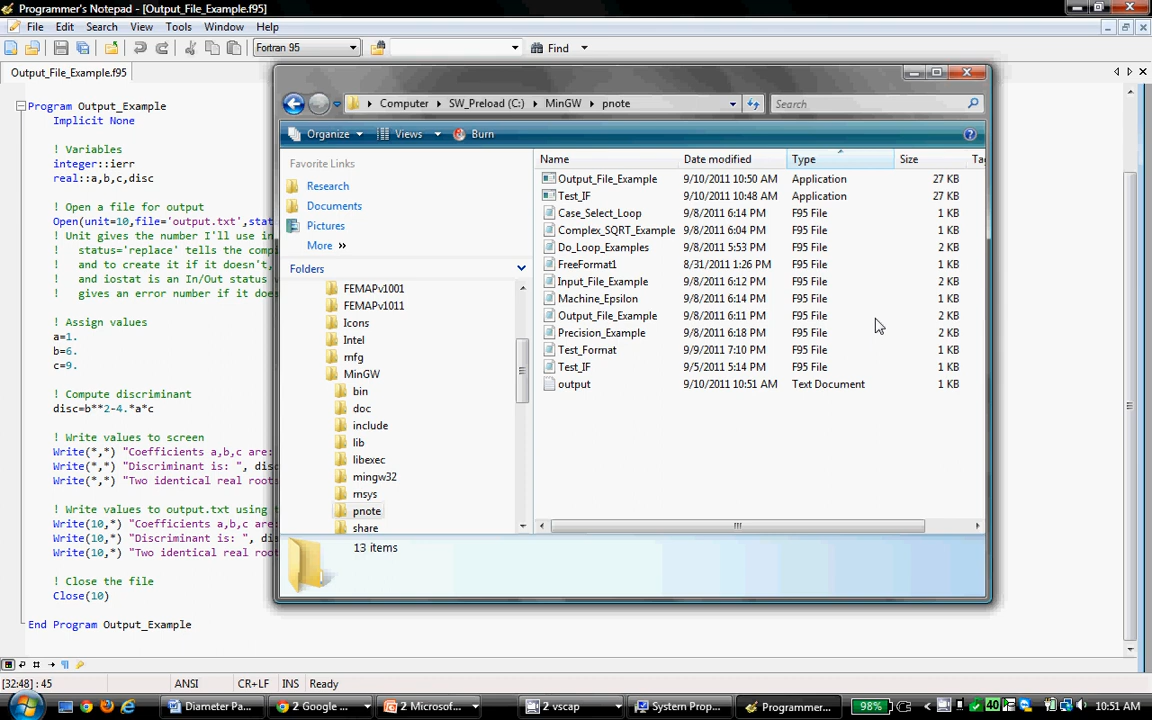 Programmer's Notepad - [Output_File_Example.f95]
File Edit Search View Tools Window Help
Fortran 95 Find
Output_File_Example.f95
Program Output_Example
Implicit None
! Variables
integer::ierr
real::a,b,c,disc
! Open a file for output
Open(unit=10,file='output.txt',stat
! Unit gives the number I'll use in
! status='replace' tells the comp
! and to create it if it doesn't,
! and iostat is an In/Out status v
! gives an error number if it does
! Assign values
a=1.
b=6.
c=9.
! Compute discriminant
disc=b**2-4.*a*c
! Write values to screen
Write(*,*) "Coefficients a,b,c are:
Write(*,*) "Discriminant is: ", disc
Write(*,*) "Two identical real root
! Write values to output.txt using t
Write(10,*) "Coefficients a,b,c are:
Write(10,*) "Discriminant is: ", di
Write(10,*) "Two identical real root
! Close the file
Close(10)
End Program Output_Example
Computer SW_Preload (C:) MinGW pnote Search
Organize Views Burn
Favorite Links
Research
Documents
Pictures
More »
Folders
FEMAPv1001
FEMAPv1011
Icons
Intel
mfg
MinGW
bin
doc
include
lib
libexec
mingw32
msys
pnote
share
Name Date modified Type Size Tag
Output_File_Example 9/10/2011 10:50 AM Application 27 KB
Test_IF 9/10/2011 10:48 AM Application 27 KB
Case_Select_Loop 9/8/2011 6:14 PM F95 File 1 KB
Complex_SQRT_Example 9/8/2011 6:04 PM F95 File 1 KB
Do_Loop_Examples 9/8/2011 5:53 PM F95 File 2 KB
FreeFormat1 8/31/2011 1:26 PM F95 File 1 KB
Input_File_Example 9/8/2011 6:12 PM F95 File 2 KB
Machine_Epsilon 9/8/2011 6:14 PM F95 File 1 KB
Output_File_Example 9/8/2011 6:11 PM F95 File 2 KB
Precision_Example 9/8/2011 6:18 PM F95 File 2 KB
Test_Format 9/9/2011 7:10 PM F95 File 1 KB
Test_IF 9/5/2011 5:14 PM F95 File 1 KB
output 9/10/2011 10:51 AM Text Document 1 KB
13 items
[32:48] : 45 ANSI CR+LF INS Ready
Diameter Pa... 2 Google ... 2 Microsof... 2 vscap System Prop... Programmer... 98% 40 10:51 AM